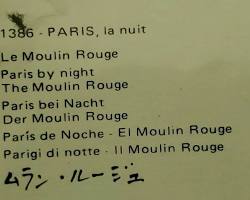 1386 - PARIS, la nuit
Le Moulin Rouge
Paris by night
The Moulin Rouge
Paris bei Nacht
Der Moulin Rouge
París de Noche - El Moulin Rouge
Parigi di notte - Il Moulin Rouge
ムラン・ルージュ